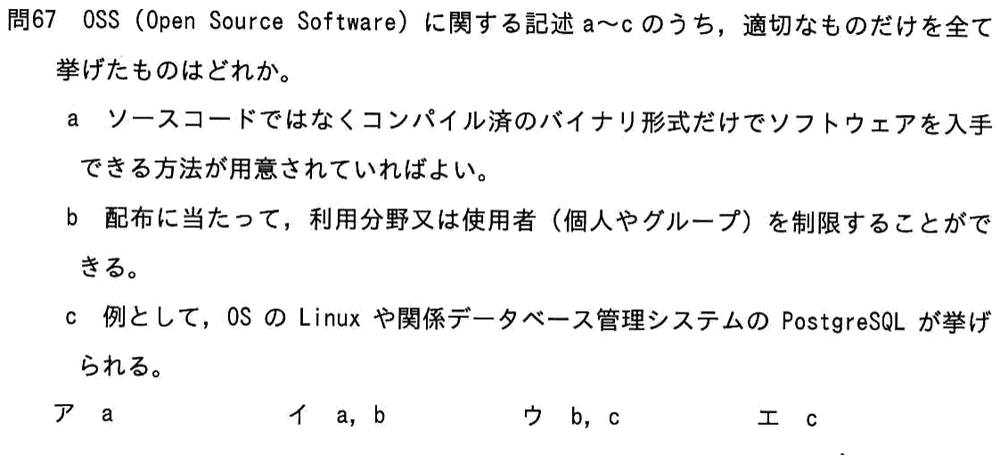 問67　OSS（Open Source Software）に関する記述 a～c のうち，適切なものだけを全て
挙げたものはどれか。
a　ソースコードではなくコンパイル済のバイナリ形式だけでソフトウェアを入手
できる方法が用意されていればよい。
b　配布に当たって，利用分野又は使用者（個人やグループ）を制限することがで
きる。
c　例として，OS の Linux や関係データベース管理システムの PostgreSQL が挙げ
られる。
ア　a　　イ　a，b　　ウ　b，c　　エ　c